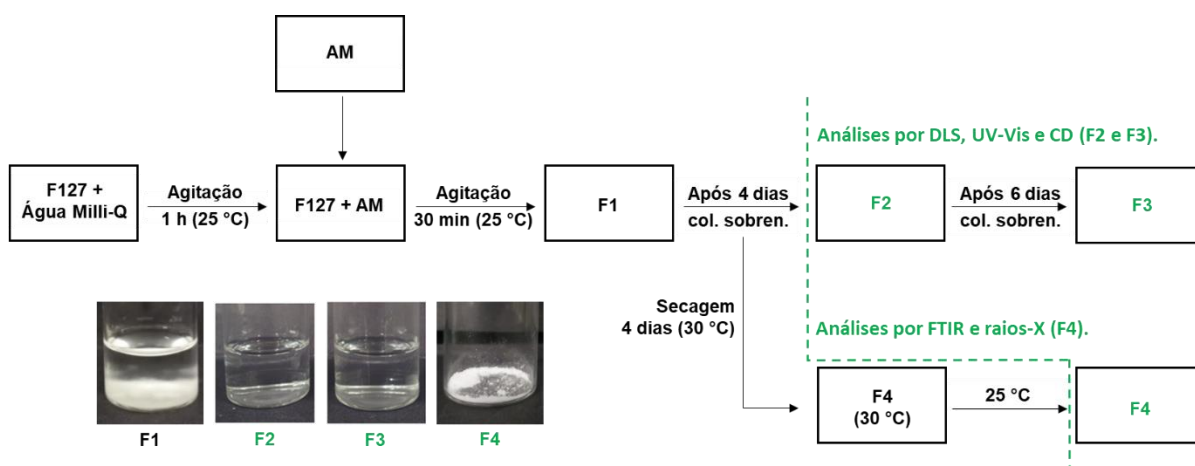 AM
Análises por DLS, UV-Vis e CD (F2 e F3).
F127 +
Água Milli-Q
Agitação
1 h (25 °C)
F127 + AM
Agitação
30 min (25 °C)
F1
Após 4 dias
col. sobren.
F2
Após 6 dias
col. sobren.
F3
Secagem
4 dias (30 °C)
Análises por FTIR e raios-X (F4).
F4
(30 °C)
25 °C
F4
F1
F2
F3
F4